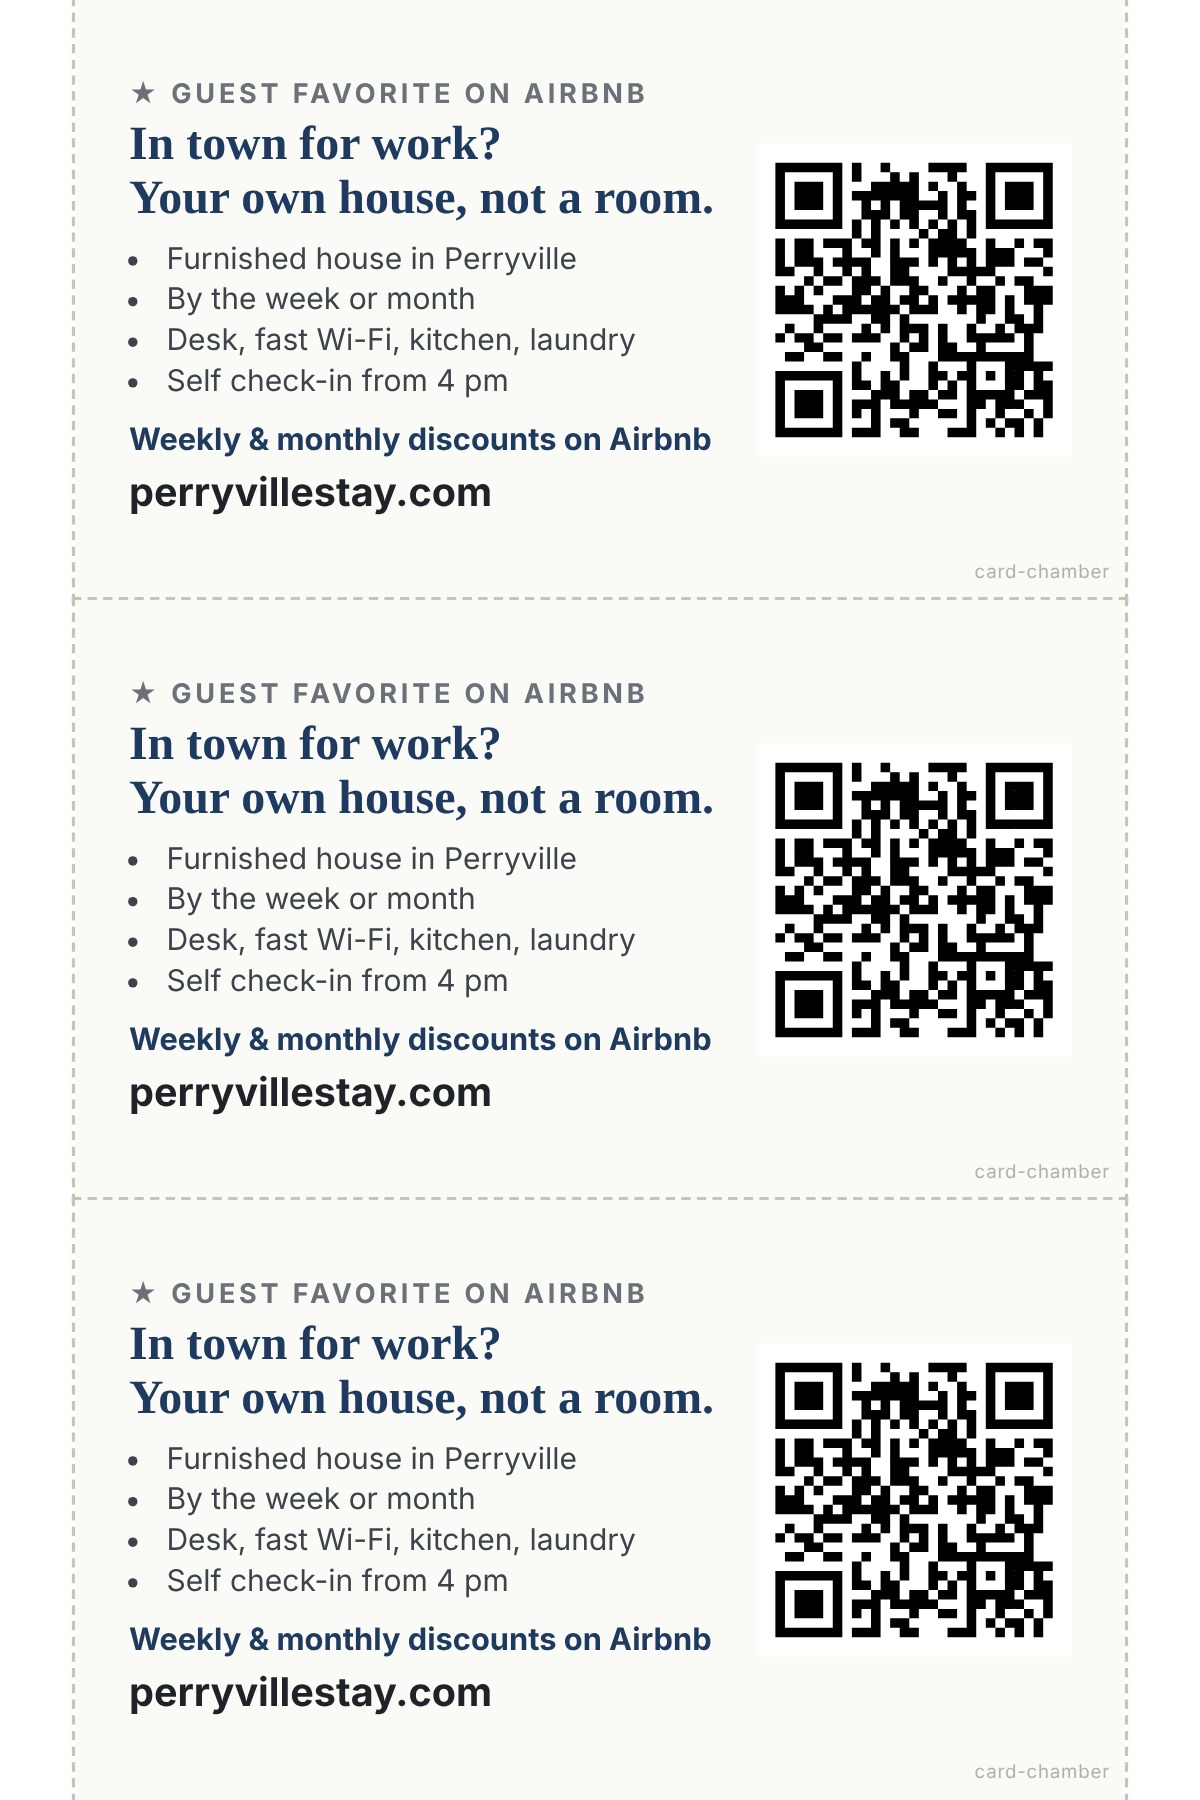 ★ GUEST FAVORITE ON AIRBNB
In town for work?
Your own house, not a room.
• Furnished house in Perryville
• By the week or month
• Desk, fast Wi-Fi, kitchen, laundry
• Self check-in from 4 pm
Weekly & monthly discounts on Airbnb
perryvillestay.com
card-chamber
★ GUEST FAVORITE ON AIRBNB
In town for work?
Your own house, not a room.
• Furnished house in Perryville
• By the week or month
• Desk, fast Wi-Fi, kitchen, laundry
• Self check-in from 4 pm
Weekly & monthly discounts on Airbnb
perryvillestay.com
card-chamber
★ GUEST FAVORITE ON AIRBNB
In town for work?
Your own house, not a room.
• Furnished house in Perryville
• By the week or month
• Desk, fast Wi-Fi, kitchen, laundry
• Self check-in from 4 pm
Weekly & monthly discounts on Airbnb
perryvillestay.com
card-chamber